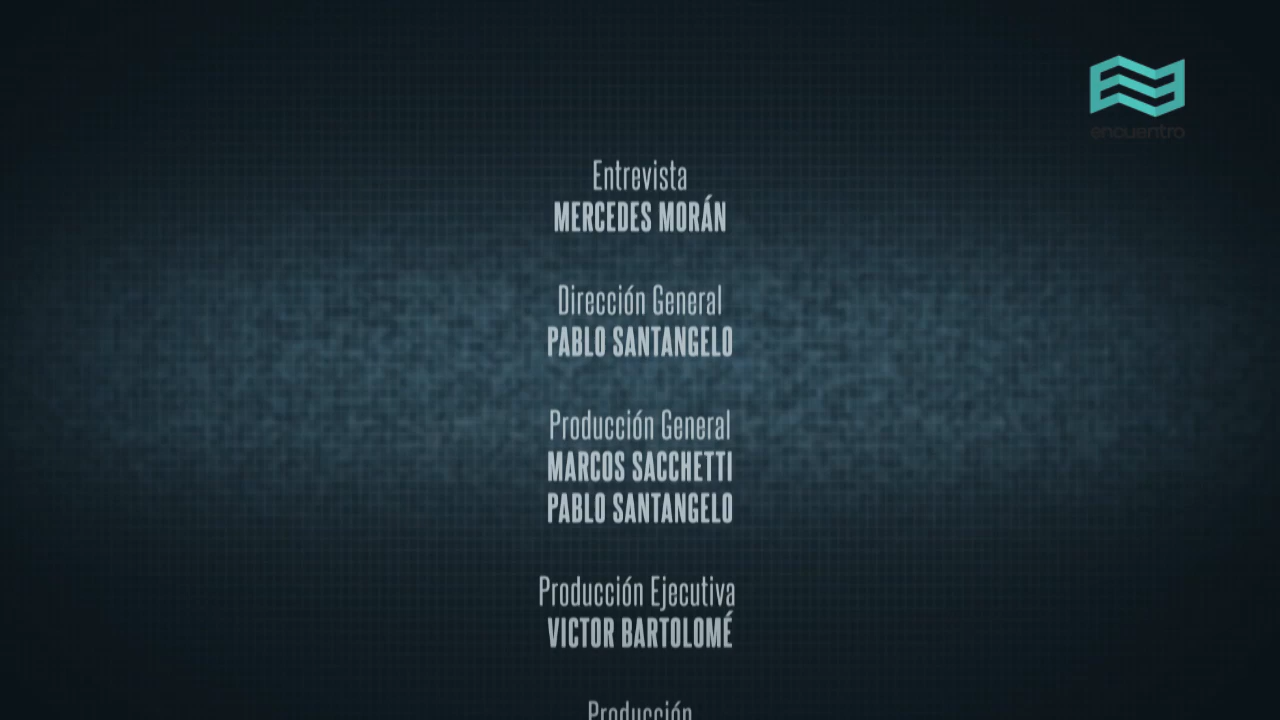 encuentro
Entrevista
MERCEDES MORÁN
Dirección General
PABLO SANTANGELO
Producción General
MARCOS SACCHETTI
PABLO SANTANGELO
Producción Ejecutiva
VICTOR BARTOLOMÉ
Producción